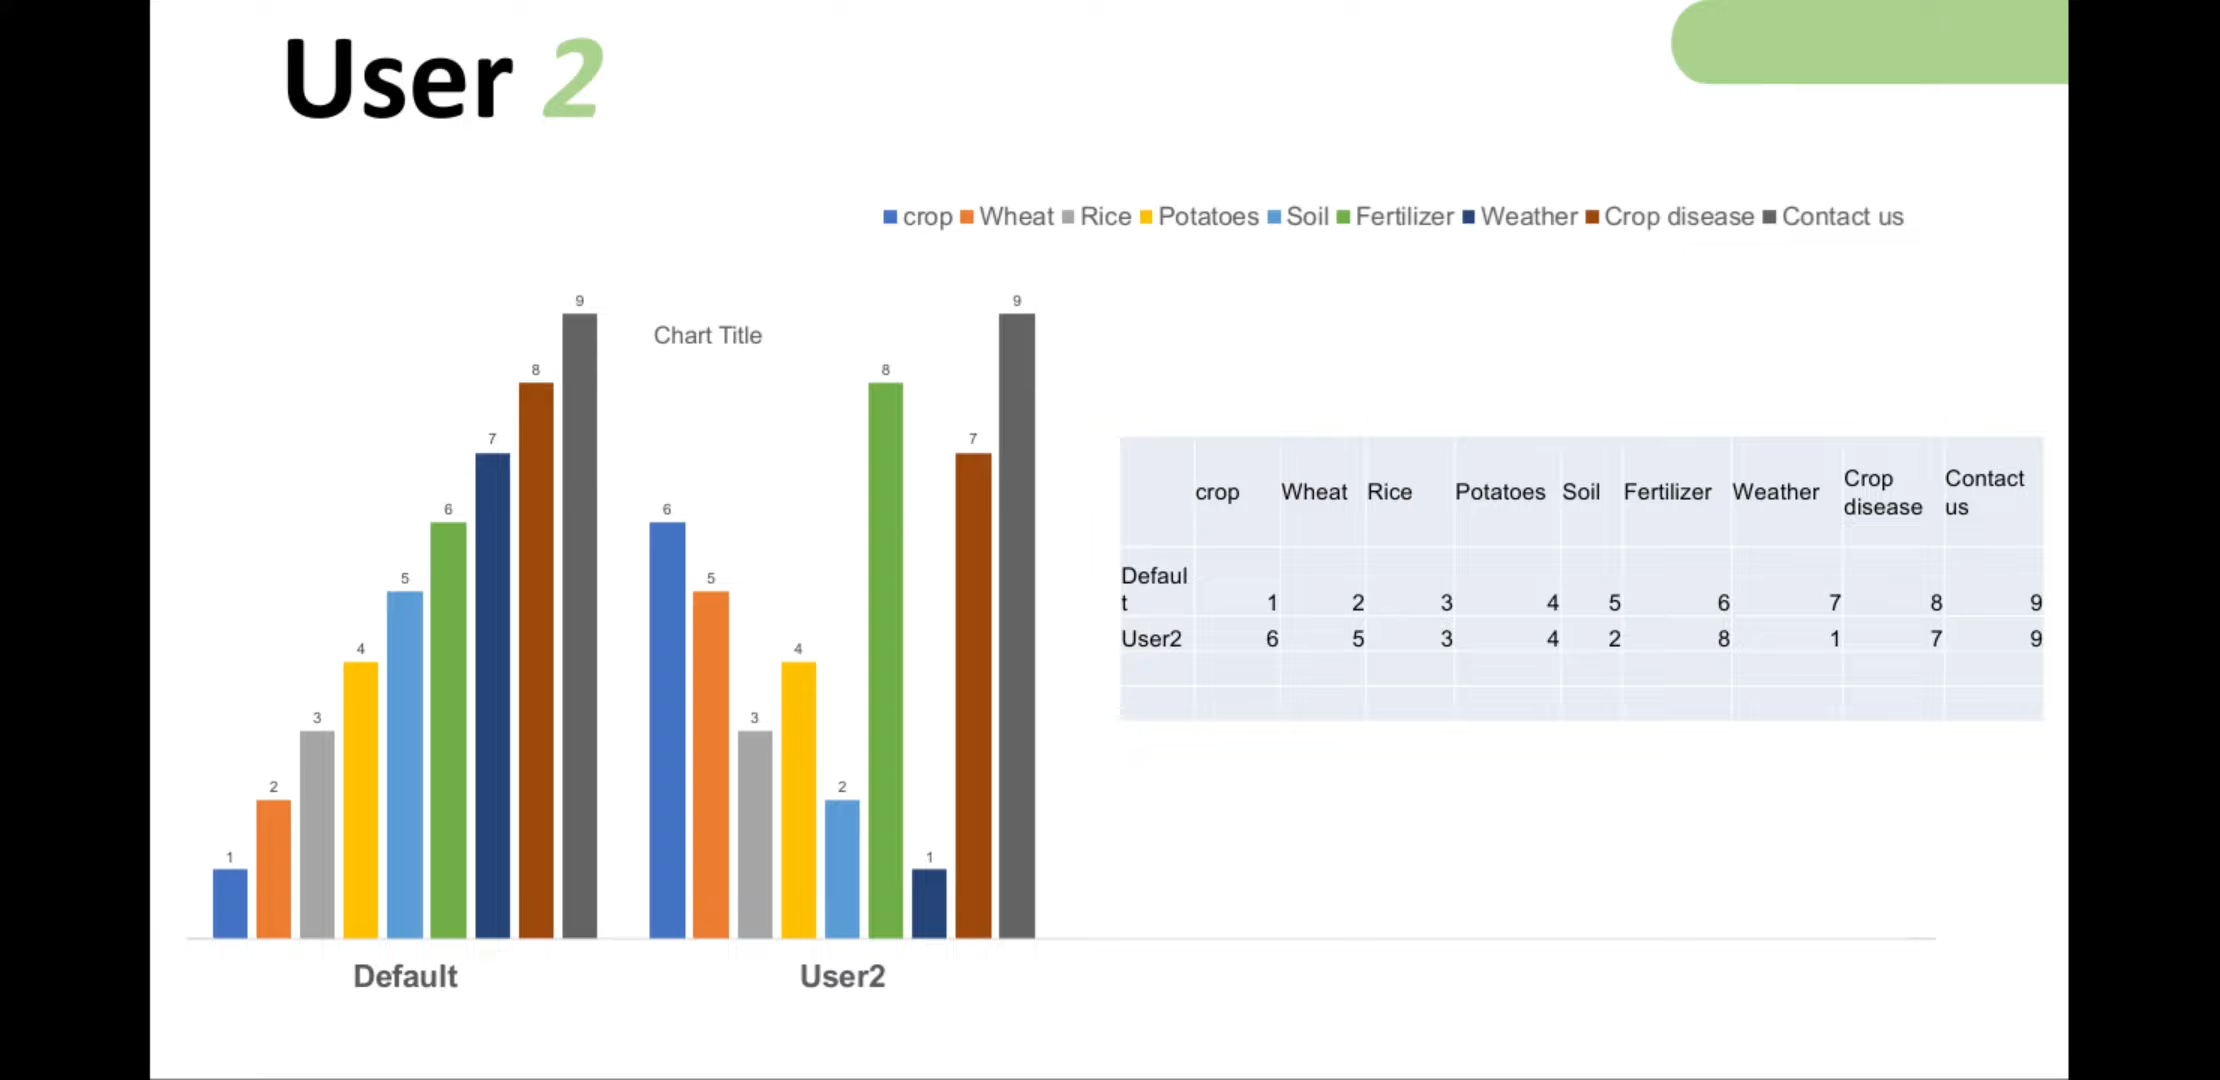 User 2
crop Wheat Rice Potatoes Soil Fertilizer Weather Crop disease Contact us
Chart Title
1 2 3 4 5 6 7 8 9
6 5 3 4 2 8 1 7 9
Default User2
crop Wheat Rice Potatoes Soil Fertilizer Weather Crop disease Contact us
Default 1 2 3 4 5 6 7 8 9
User2 6 5 3 4 2 8 1 7 9